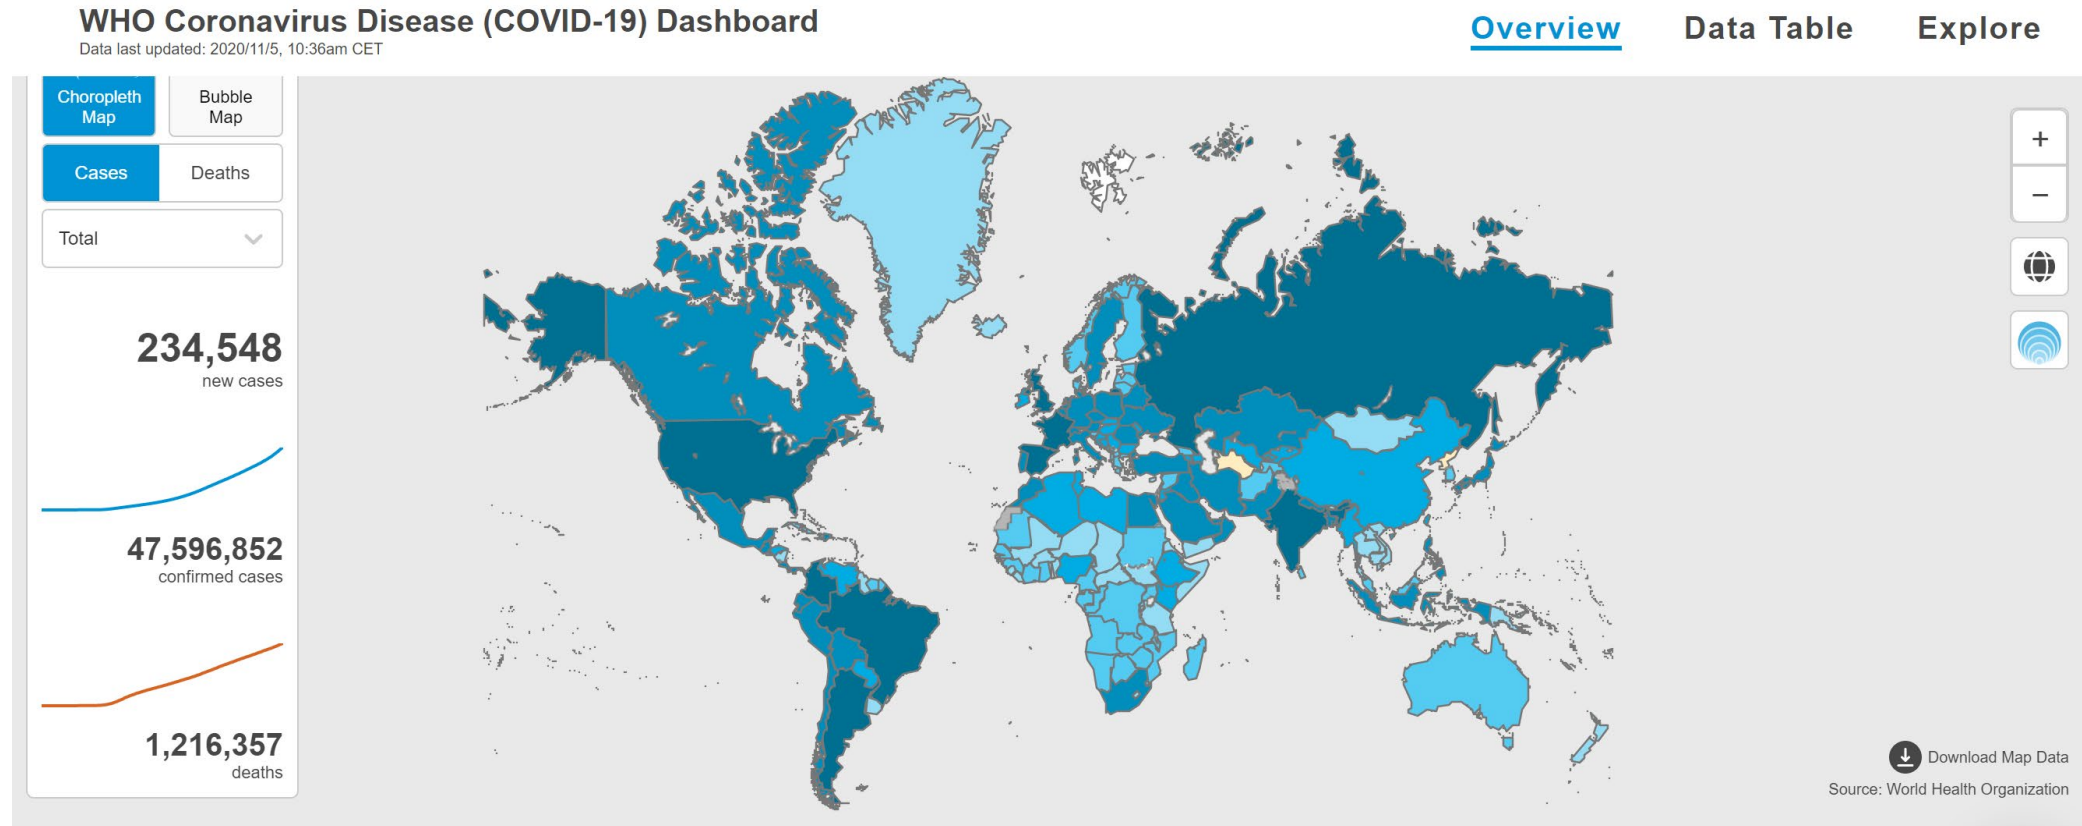 WHO Coronavirus Disease (COVID-19) Dashboard
Data last updated: 2020/11/5, 10:36am CET
Overview
Data Table
Explore
Choropleth
Map
Bubble
Map
Cases
Deaths
Total
234,548
new cases
47,596,852
confirmed cases
1,216,357
deaths
+
−
Download Map Data
Source: World Health Organization